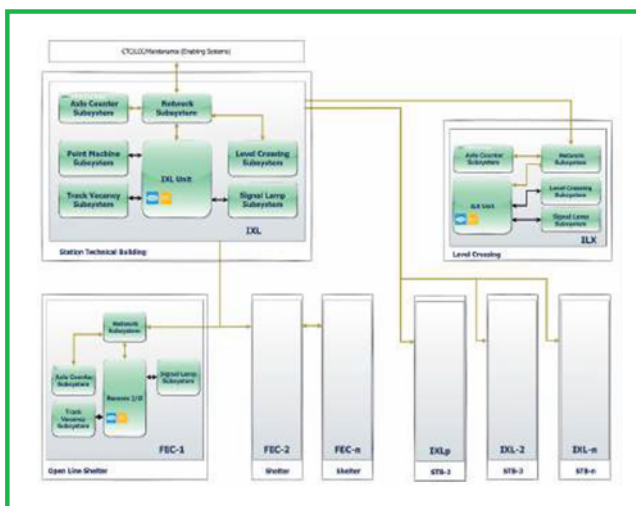 CTC/LCC/Maintenance (Enabling Systems)
Axle Counter
Subsystem
Network
Subsystem
Point Machine
Subsystem
IXL Unit
Level Crossing
Subsystem
Track Vacancy
Subsystem
Signal Lamp
Subsystem
IXL
Station Technical Building
Axle Counter
Subsystem
Network
Subsystem
ILX Unit
Level Crossing
Subsystem
Signal Lamp
Subsystem
ILX
Level Crossing
Network
Subsystem
Axle Counter
Subsystem
Remote I/O
Signal Lamp
Subsystem
Track
Vacancy
Subsystem
FEC-1
Open Line Shelter
FEC-2
Shelter
FEC-n
Shelter
IXLp
IXL-2
STB-2
IXL-n
STB-n